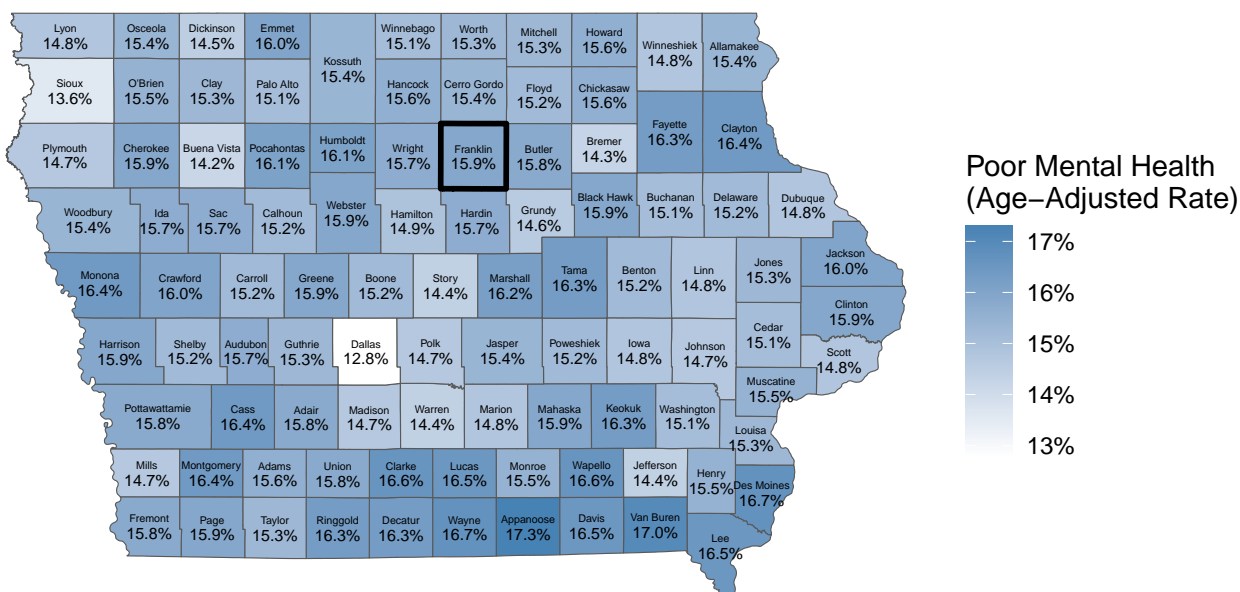 Lyon
14.8%
Osceola
15.4%
Dickinson
14.5%
Emmet
16.0%
Kossuth
15.4%
Winnebago
15.1%
Worth
15.3%
Mitchell
15.3%
Howard
15.6%
Winneshiek
14.8%
Allamakee
15.4%
Sioux
13.6%
O'Brien
15.5%
Clay
15.3%
Palo Alto
15.1%
Hancock
15.6%
Cerro Gordo
15.4%
Floyd
15.2%
Chickasaw
15.6%
Fayette
16.3%
Clayton
16.4%
Plymouth
14.7%
Cherokee
15.9%
Buena Vista
14.2%
Pocahontas
16.1%
Humboldt
16.1%
Wright
15.7%
Franklin
15.9%
Butler
15.8%
Bremer
14.3%
Woodbury
15.4%
Ida
15.7%
Sac
15.7%
Calhoun
15.2%
Webster
15.9%
Hamilton
14.9%
Hardin
15.7%
Grundy
14.6%
Black Hawk
15.9%
Buchanan
15.1%
Delaware
15.2%
Dubuque
14.8%
Monona
16.4%
Crawford
16.0%
Carroll
15.2%
Greene
15.9%
Boone
15.2%
Story
14.4%
Marshall
16.2%
Tama
16.3%
Benton
15.2%
Linn
14.8%
Jones
15.3%
Jackson
16.0%
Clinton
15.9%
Harrison
15.9%
Shelby
15.2%
Audubon
15.7%
Guthrie
15.3%
Dallas
12.8%
Polk
14.7%
Jasper
15.4%
Poweshiek
15.2%
Iowa
14.8%
Johnson
14.7%
Cedar
15.1%
Scott
14.8%
Muscatine
15.5%
Pottawattamie
15.8%
Cass
16.4%
Adair
15.8%
Madison
14.7%
Warren
14.4%
Marion
14.8%
Mahaska
15.9%
Keokuk
16.3%
Washington
15.1%
Louisa
15.3%
Mills
14.7%
Montgomery
16.4%
Adams
15.6%
Union
15.8%
Clarke
16.6%
Lucas
16.5%
Monroe
15.5%
Wapello
16.6%
Jefferson
14.4%
Henry
15.5%
Des Moines
16.7%
Fremont
15.8%
Page
15.9%
Taylor
15.3%
Ringgold
16.3%
Decatur
16.3%
Wayne
16.7%
Appanoose
17.3%
Davis
16.5%
Van Buren
17.0%
Lee
16.5%
Poor Mental Health
(Age−Adjusted Rate)
17%
16%
15%
14%
13%